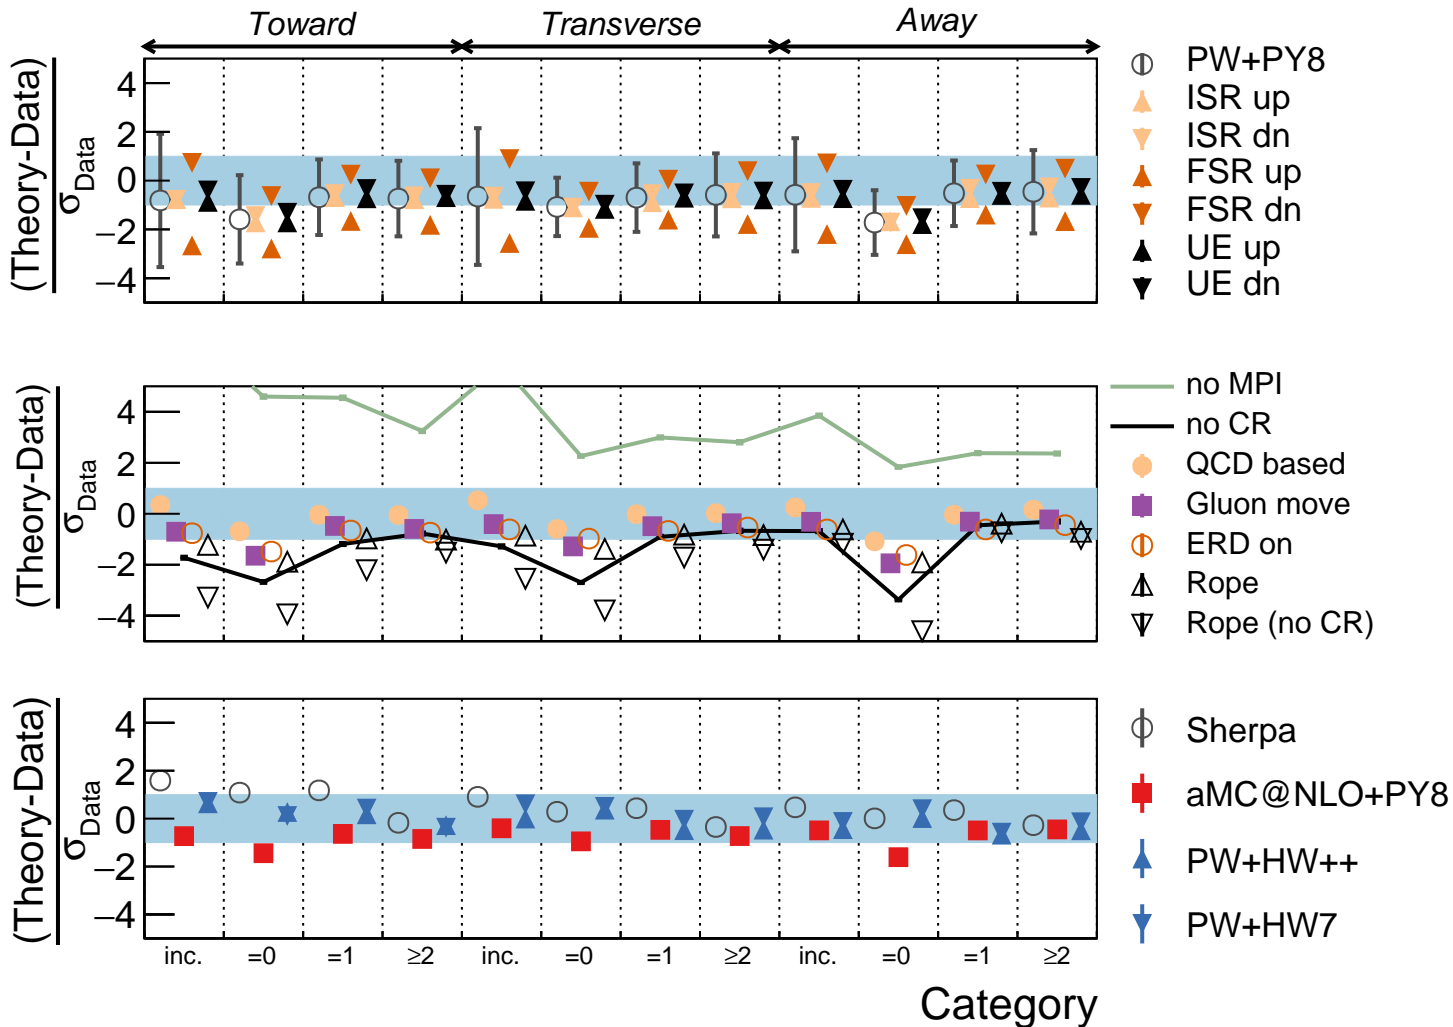 Toward Transverse Away
(Theory-Data)
σData
4
2
0
−2
−4
PW+PY8
ISR up
ISR dn
FSR up
FSR dn
UE up
UE dn
(Theory-Data)
σData
4
2
0
−2
−4
no MPI
no CR
QCD based
Gluon move
ERD on
Rope
Rope (no CR)
(Theory-Data)
σData
4
2
0
−2
−4
Sherpa
aMC@NLO+PY8
PW+HW++
PW+HW7
inc. =0 =1 ≥2 inc. =0 =1 ≥2 inc. =0 =1 ≥2
Category